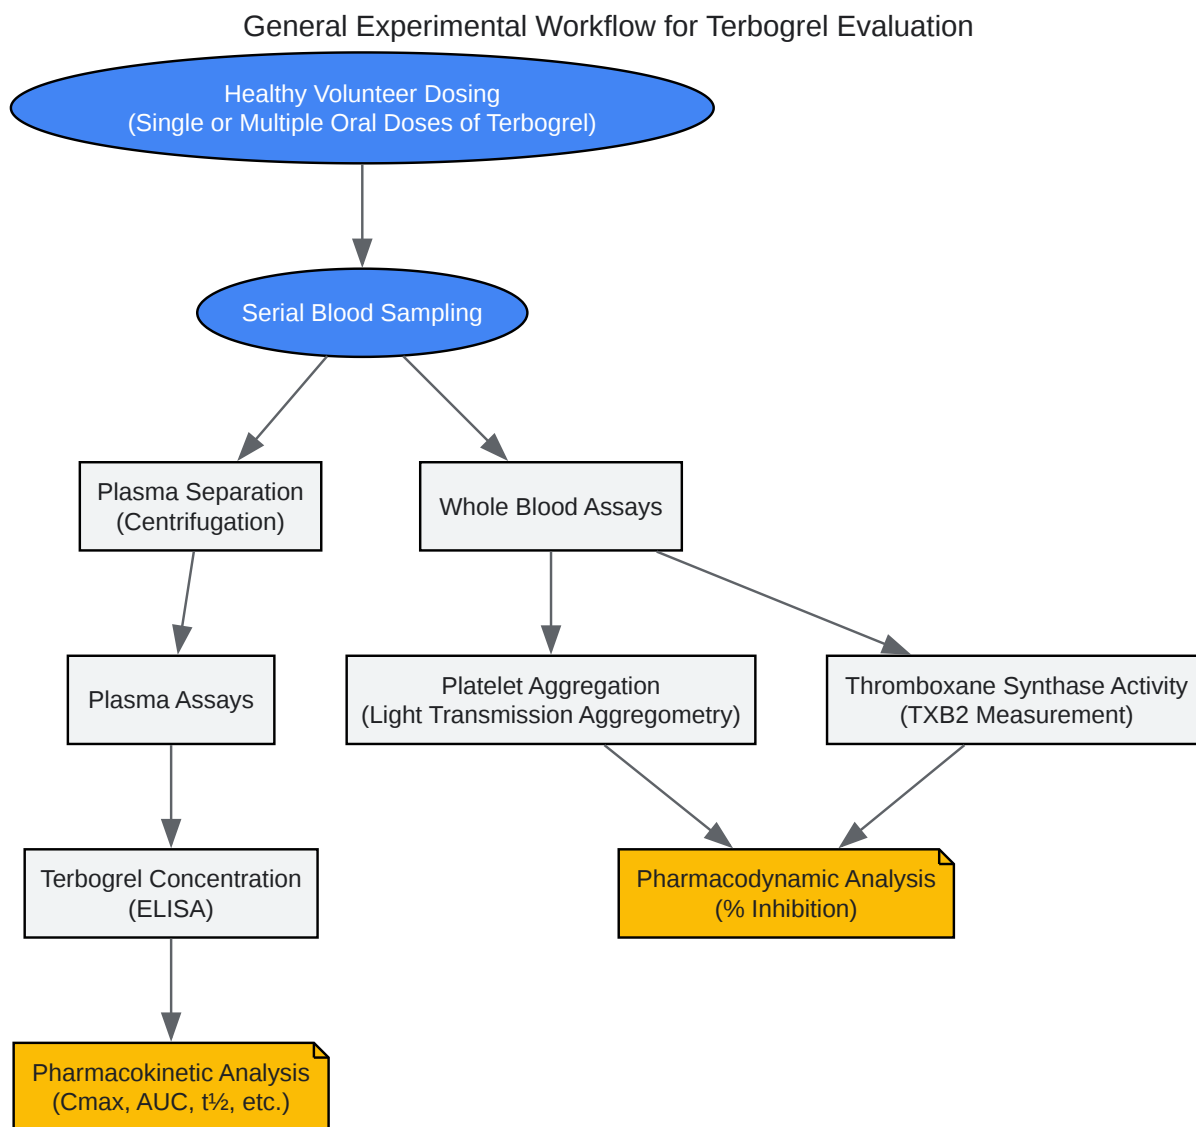 General Experimental Workflow for Terbogrel Evaluation
Healthy Volunteer Dosing
(Single or Multiple Oral Doses of Terbogrel)
Serial Blood Sampling
Plasma Separation
(Centrifugation)
Whole Blood Assays
Plasma Assays
Platelet Aggregation
(Light Transmission Aggregometry)
Thromboxane Synthase Activity
(TXB2 Measurement)
Terbogrel Concentration
(ELISA)
Pharmacodynamic Analysis
(% Inhibition)
Pharmacokinetic Analysis
(Cmax, AUC, t½, etc.)